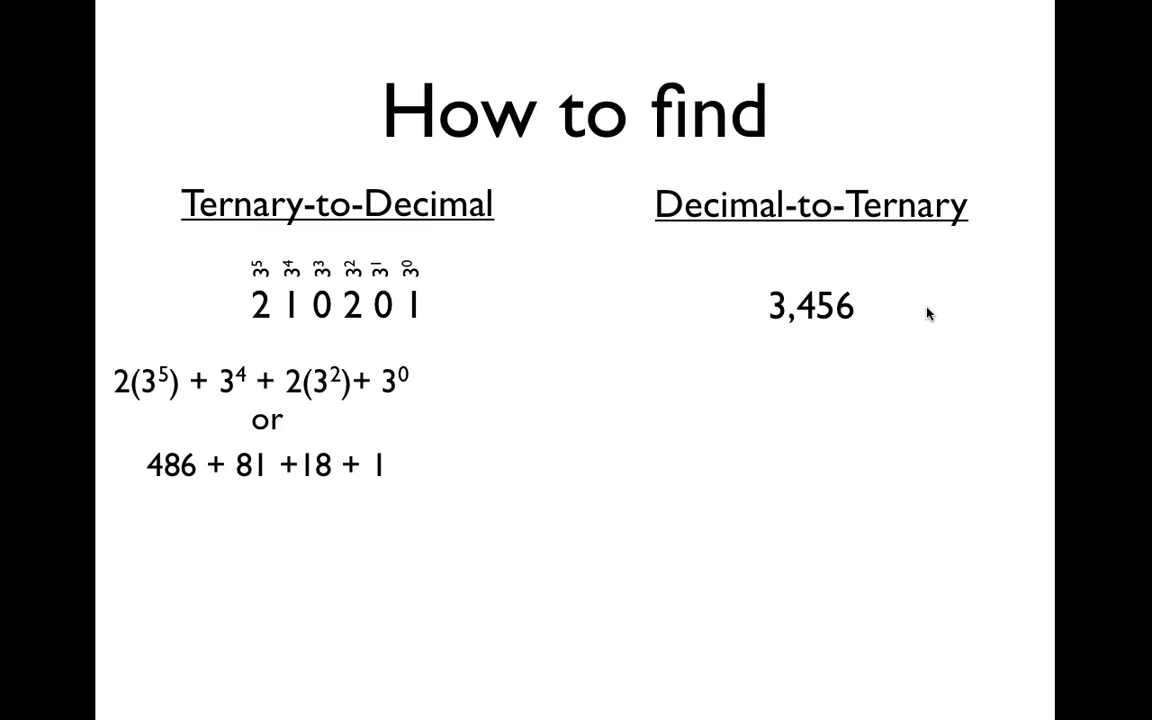 How to find
Ternary-to-Decimal
3⁵ 3⁴ 3³ 3² 3¹ 3⁰
2 1 0 2 0 1
2(3⁵) + 3⁴ + 2(3²)+ 3⁰
or
486 + 81 +18 + 1
Decimal-to-Ternary
3,456